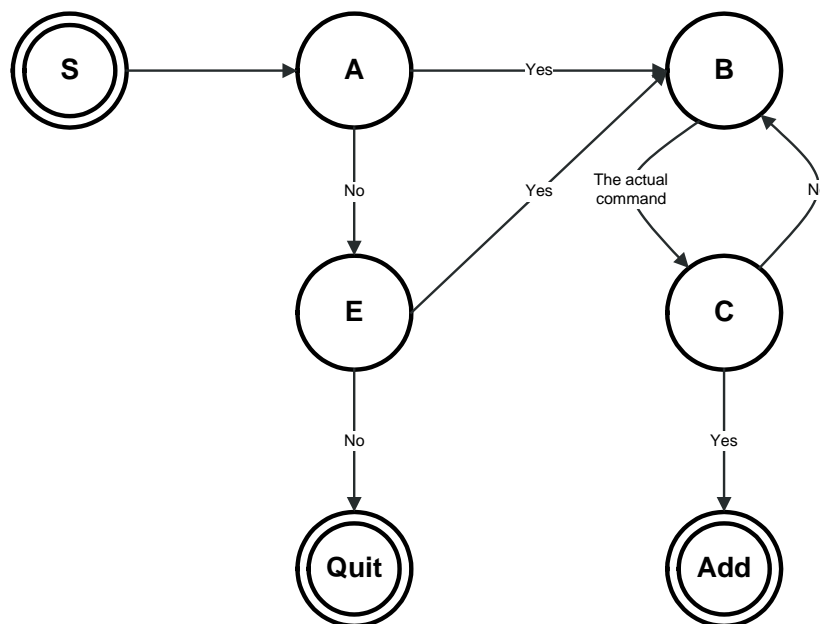 S
A
Yes
B
No
Yes
The actual
command
E
C
No
Yes
Quit
Add